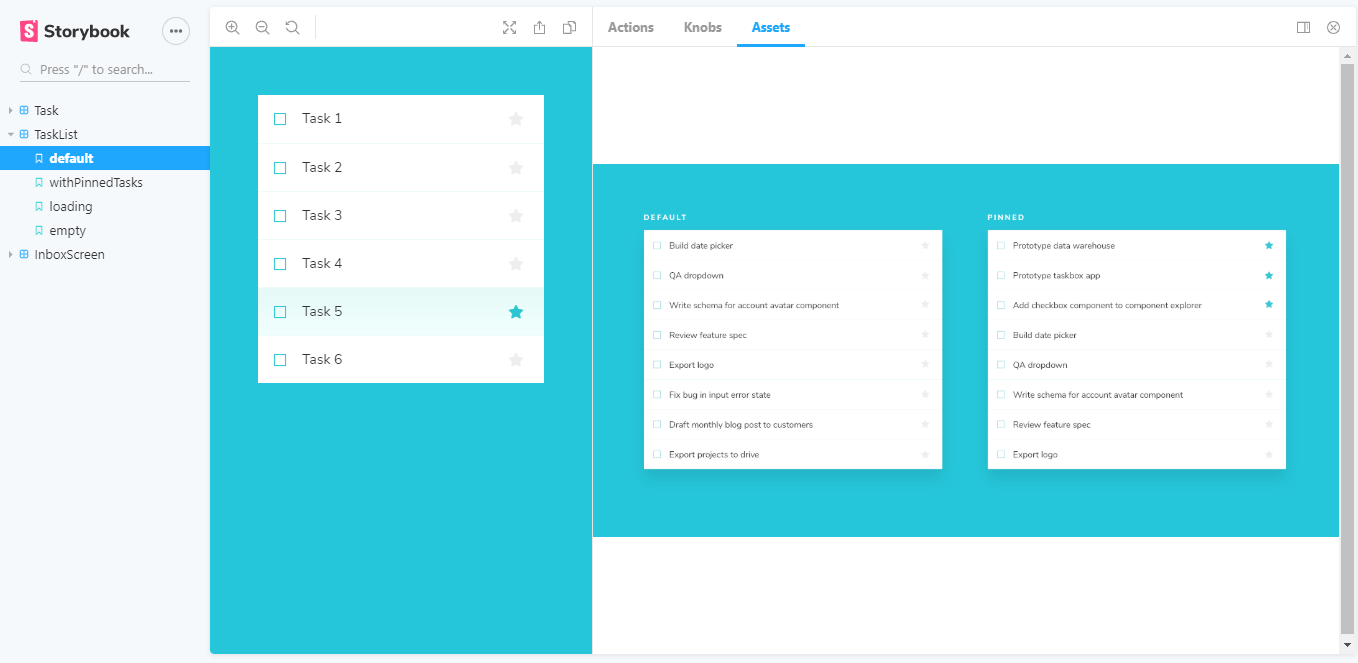 Storybook
Press "/" to search...
Task
TaskList
default
withPinnedTasks
loading
empty
InboxScreen
Task 1
Task 2
Task 3
Task 4
Task 5
Task 6
Actions Knobs Assets
DEFAULT
Build date picker
QA dropdown
Write schema for account avatar component
Review feature spec
Export logo
Fix bug in input error state
Draft monthly blog post to customers
Export projects to drive
PINNED
Prototype data warehouse
Prototype taskbox app
Add checkbox component to component explorer
Build date picker
QA dropdown
Write schema for account avatar component
Review feature spec
Export logo